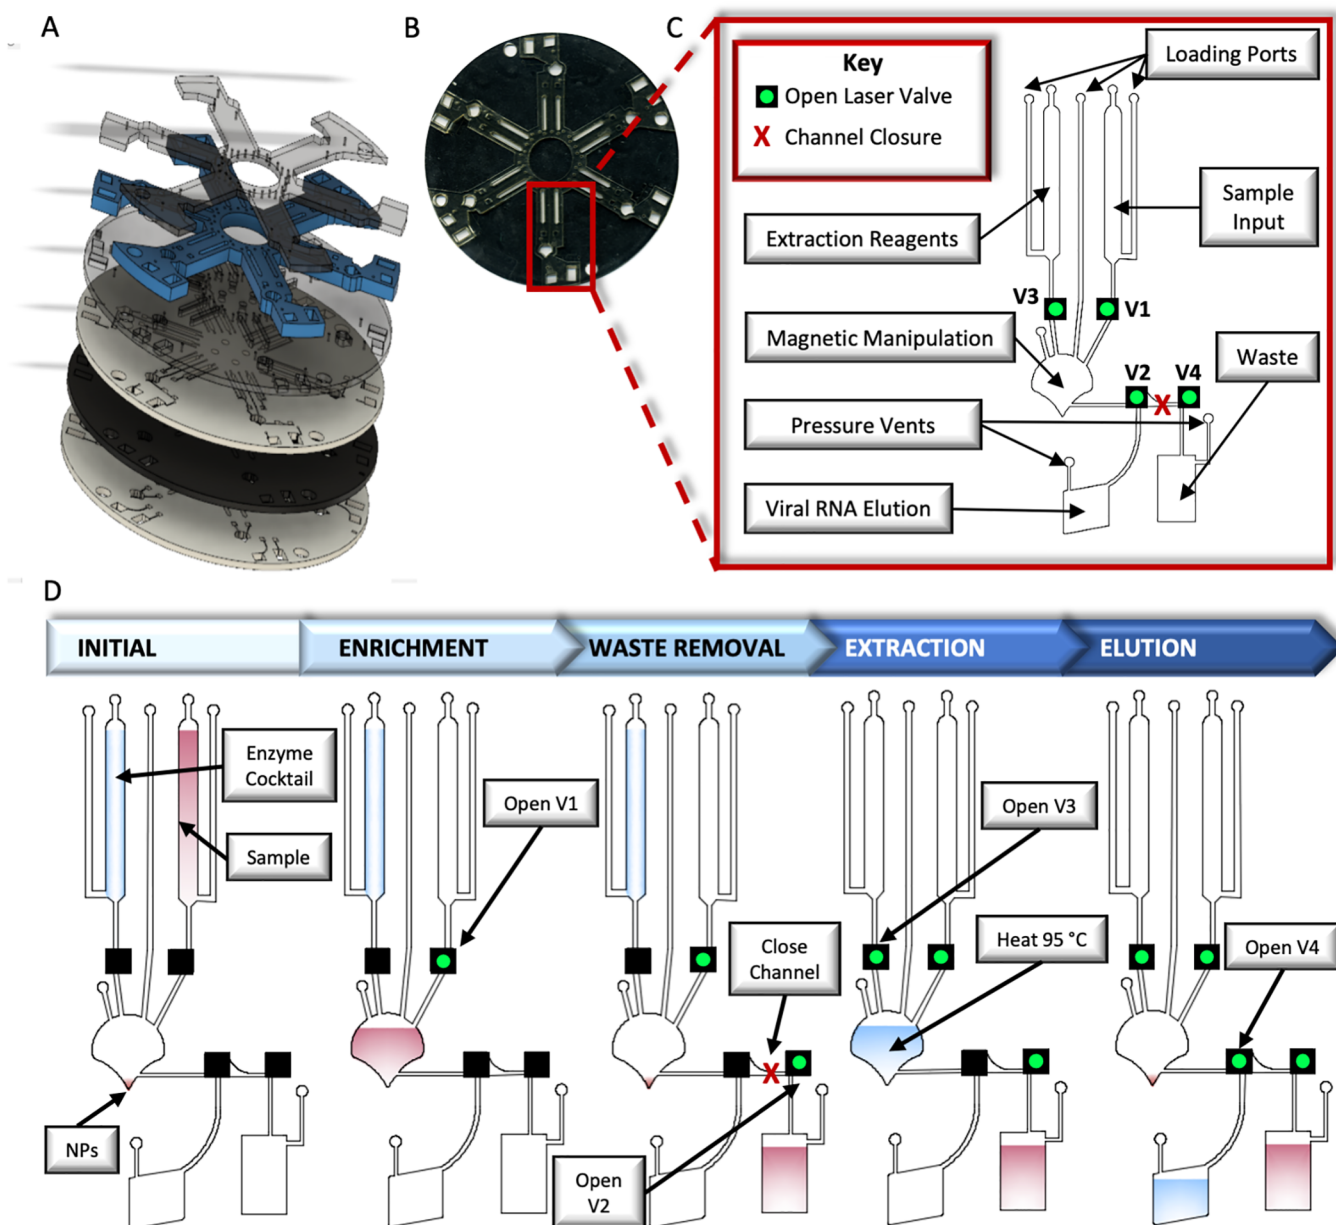 A
B
C
Key
Open Laser Valve
X Channel Closure
Loading Ports
Extraction Reagents
Sample
Input
V3
V1
Magnetic Manipulation
Waste
V2
V4
X
Pressure Vents
Viral RNA Elution
D
INITIAL
ENRICHMENT
WASTE REMOVAL
EXTRACTION
ELUTION
Enzyme
Cocktail
Sample
NPs
Open V1
Close
Channel
X
Open
V2
Open V3
Heat 95 °C
Open V4